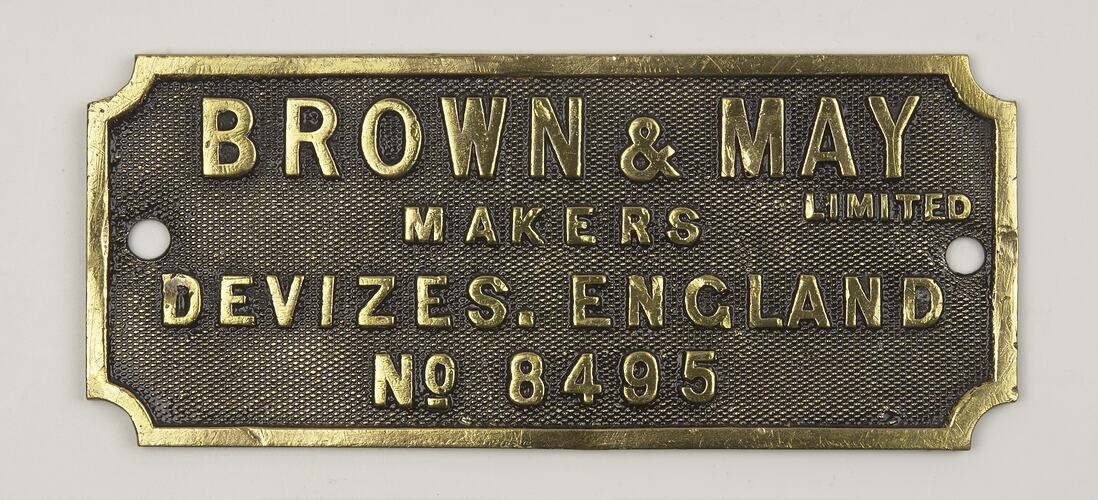 BROWN & MAY
LIMITED
MAKERS
DEVIZES. ENGLAND
No 8495